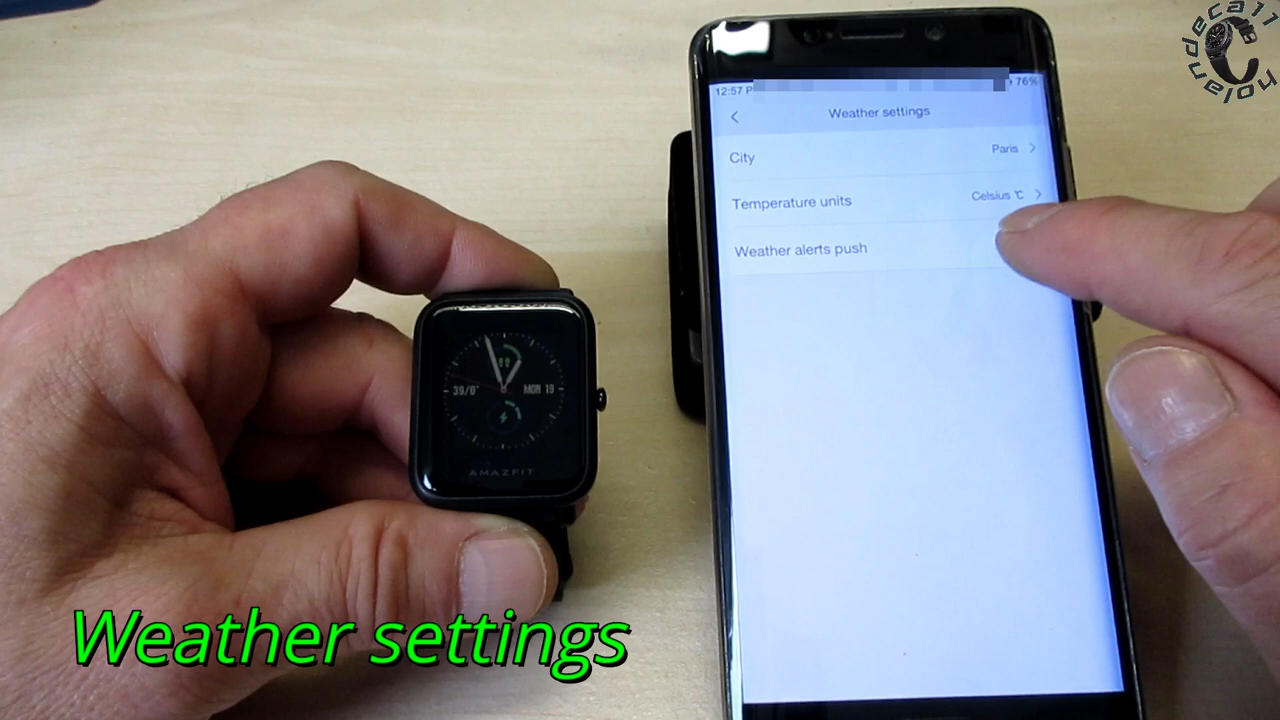 holandeca11
12:57 P
76%
Weather settings
City
Paris
Temperature units
Celsius ℃
Weather alerts push
39/0°
MON 19
AMAZFIT
Weather settings